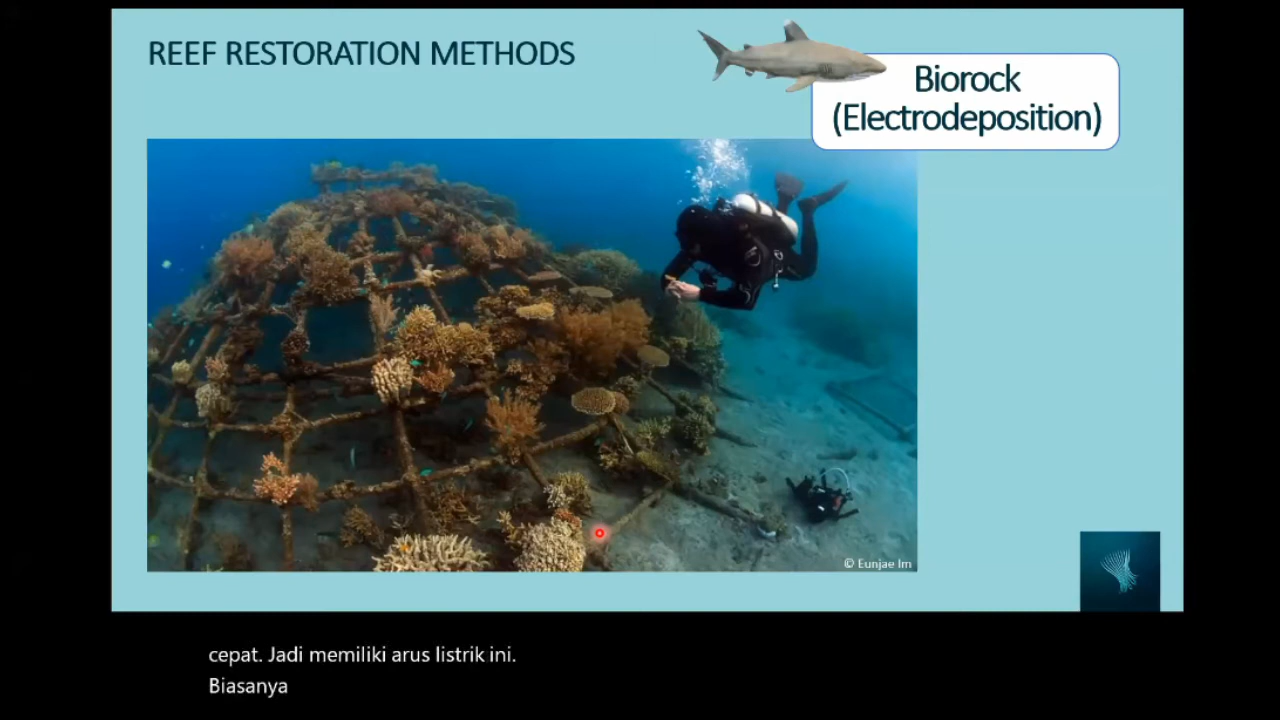 REEF RESTORATION METHODS
Biorock
(Electrodeposition)
© Eunjae Im
cepat. Jadi memiliki arus listrik ini.
Biasanya